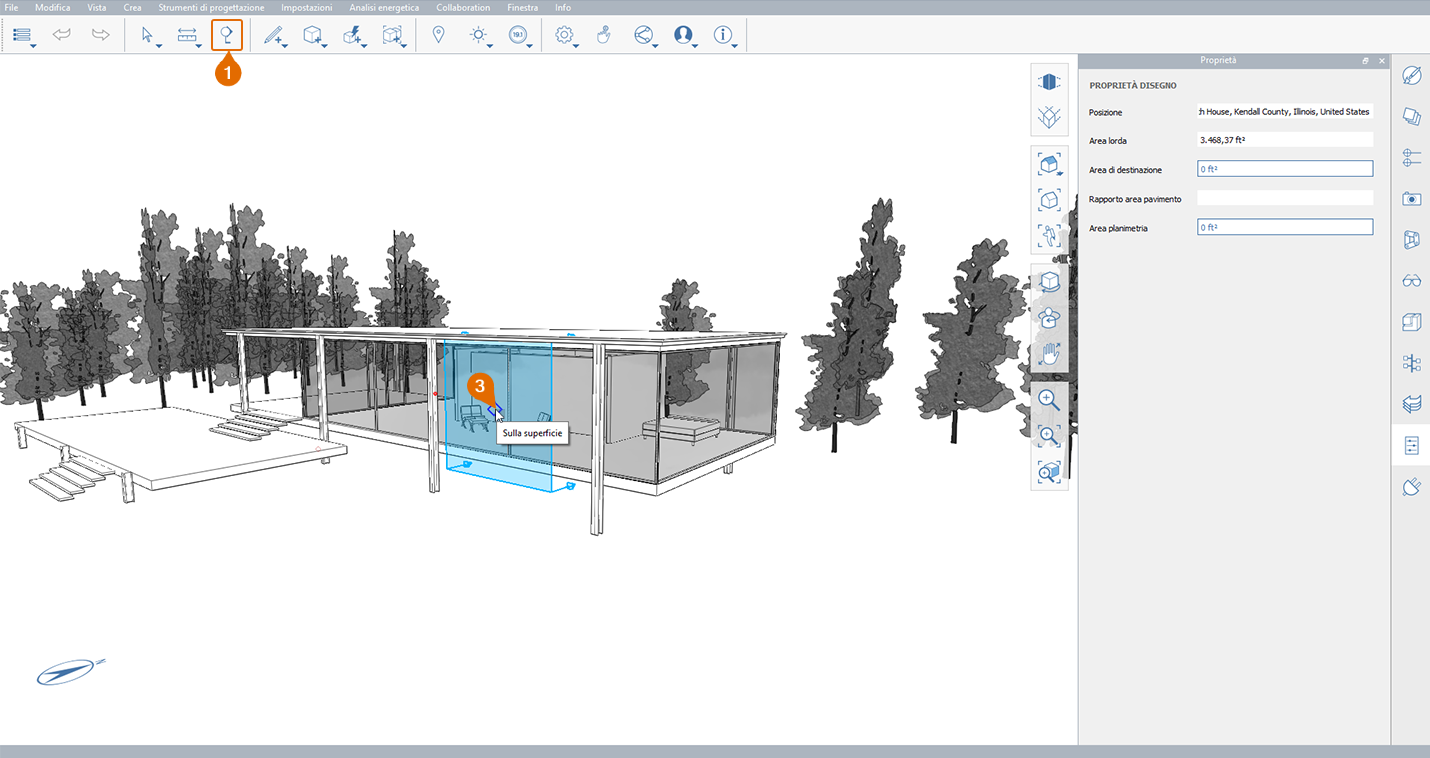 File Modifica Vista Crea Strumenti di progettazione Impostazioni Analisi energetica Collaboration Finestra Info
19.1
1
Proprietà
PROPRIETÀ DISEGNO
Posizione h House, Kendall County, Illinois, United States
Area lorda 3.468,37 ft²
Area di destinazione 0 ft²
Rapporto area pavimento
Area planimetria 0 ft²
3
Sulla superficie